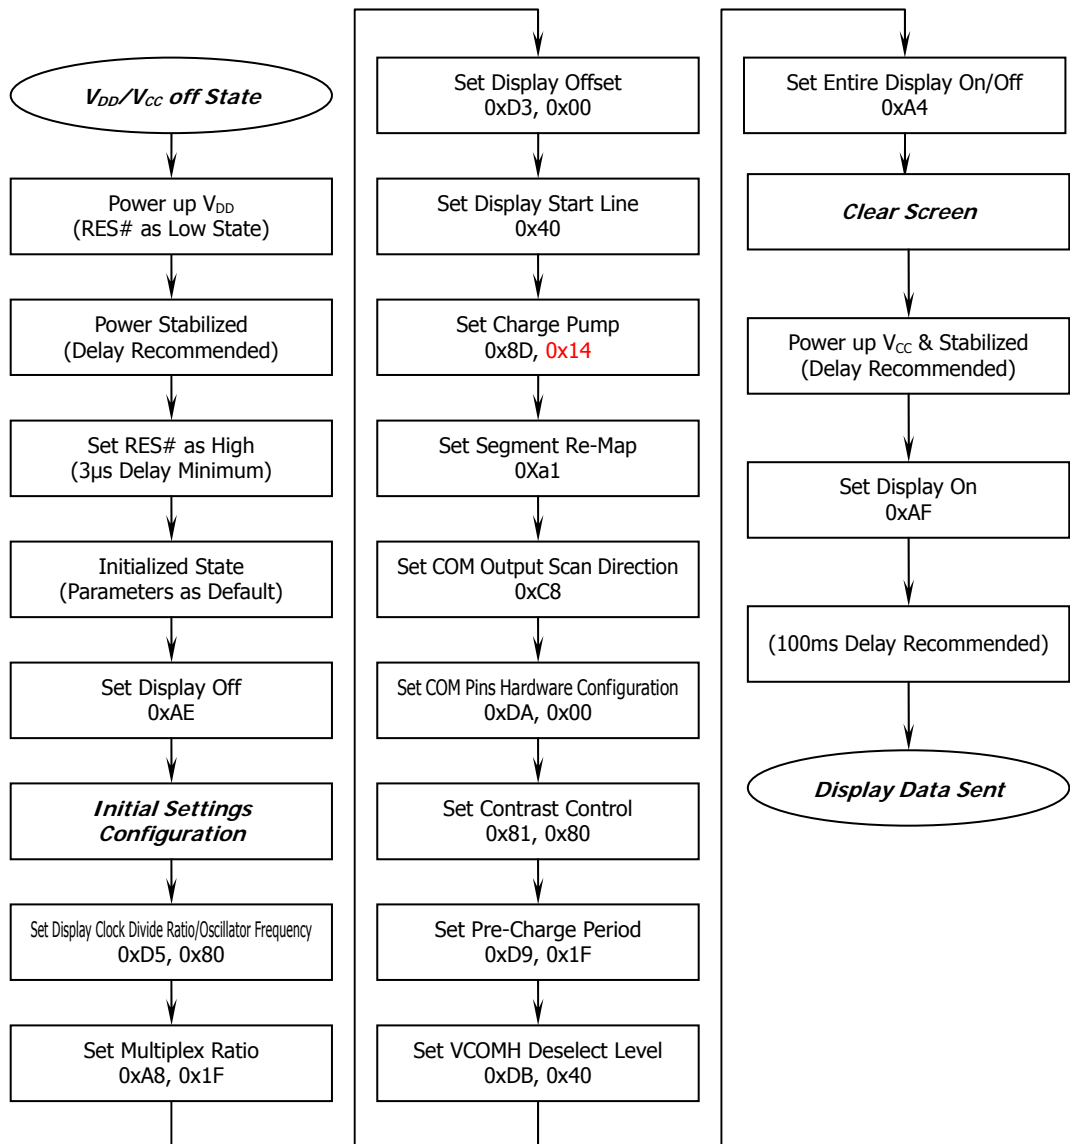 V_DD/V_CC off State
Power up V_DD
(RES# as Low State)
Power Stabilized
(Delay Recommended)
Set RES# as High
(3μs Delay Minimum)
Initialized State
(Parameters as Default)
Set Display Off
0xAE
Initial Settings
Configuration
Set Display Clock Divide Ratio/Oscillator Frequency
0xD5, 0x80
Set Multiplex Ratio
0xA8, 0x1F
Set Display Offset
0xD3, 0x00
Set Display Start Line
0x40
Set Charge Pump
0x8D, 0x14
Set Segment Re-Map
0Xa1
Set COM Output Scan Direction
0xC8
Set COM Pins Hardware Configuration
0xDA, 0x00
Set Contrast Control
0x81, 0x80
Set Pre-Charge Period
0xD9, 0x1F
Set VCOMH Deselect Level
0xDB, 0x40
Set Entire Display On/Off
0xA4
Clear Screen
Power up V_CC & Stabilized
(Delay Recommended)
Set Display On
0xAF
(100ms Delay Recommended)
Display Data Sent